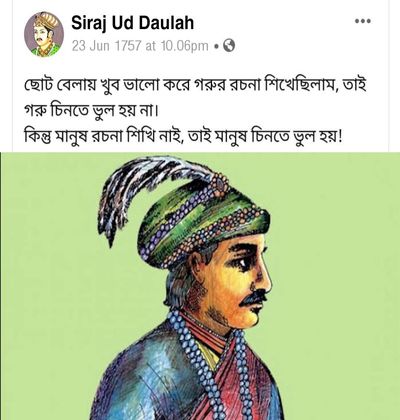 Siraj Ud Daulah
23 Jun 1757 at 10.06pm •
ছোট বেলায় খুব ভালো করে গরুর রচনা শিখেছিলাম, তাই
গরু চিনতে ভুল হয় না।
কিন্তু মানুষ রচনা শিখি নাই, তাই মানুষ চিনতে ভুল হয়!